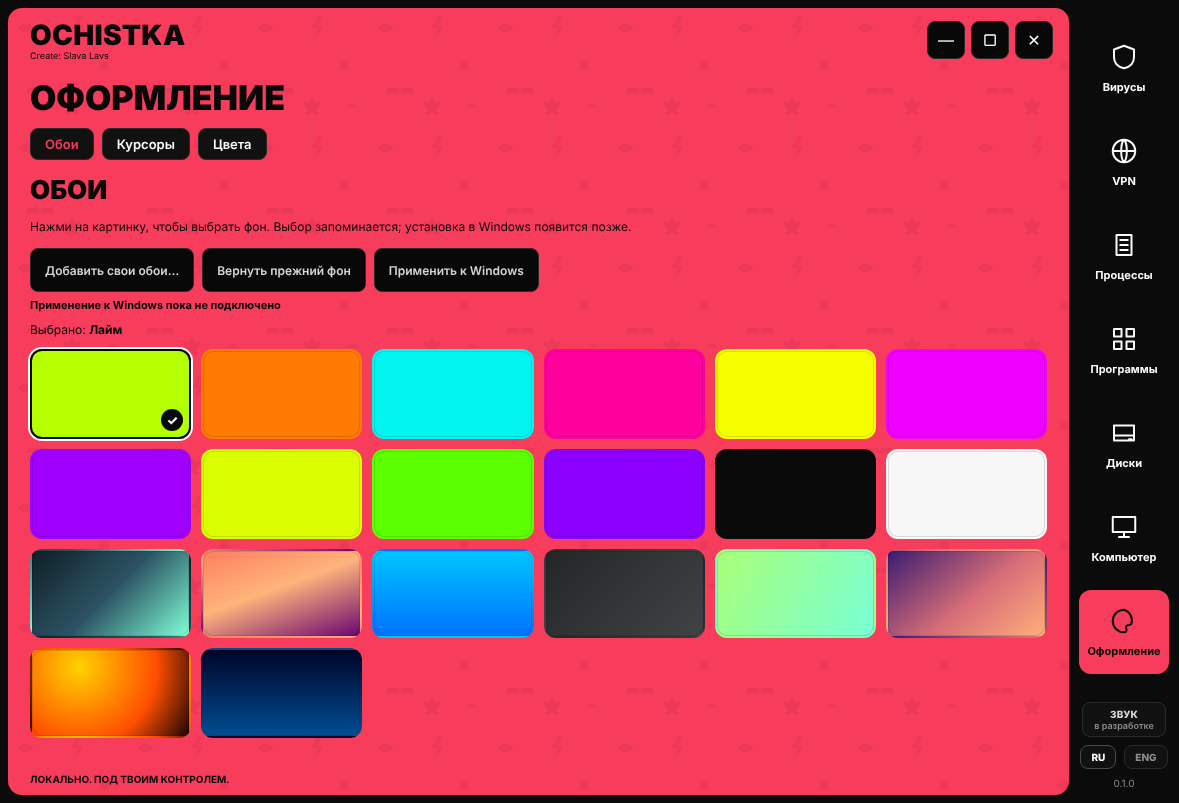 OCHISTKA
Create: Slava Lavs
ОФОРМЛЕНИЕ
Обои
Курсоры
Цвета
ОБОИ
Нажми на картинку, чтобы выбрать фон. Выбор запоминается; установка в Windows появится позже.
Добавить свои обои...
Вернуть прежний фон
Применить к Windows
Применение к Windows пока не подключено
Выбрано: Лайм
ЛОКАЛЬНО. ПОД ТВОИМ КОНТРОЛЕМ.
Вирусы
VPN
Процессы
Программы
Диски
Компьютер
Оформление
ЗВУК
в разработке
RU
ENG
0.1.0